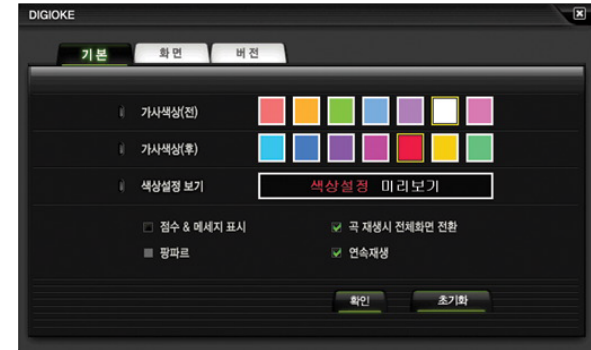 DIGIOKE
기본 화면 버전
가사색상(전)
가사색상(후)
색상설정 보기 색상설정 미리보기
점수 & 메세지 표시 곡 재생시 전체화면 전환
팡파르 연속재생
확인 초기화